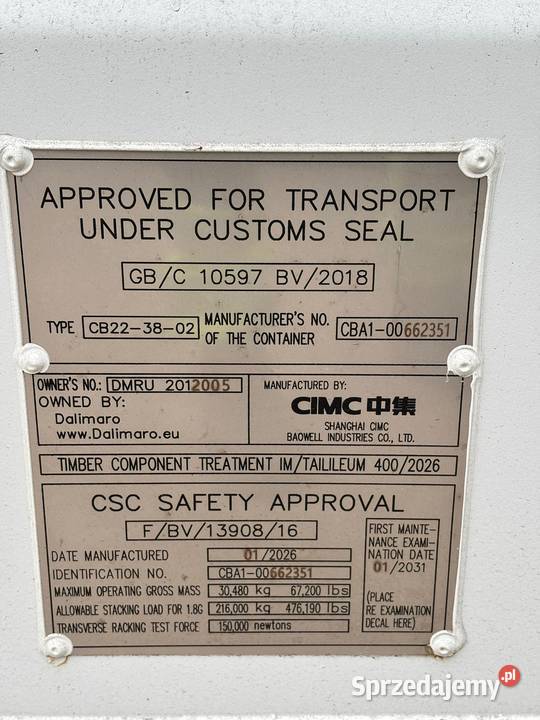 APPROVED FOR TRANSPORT
UNDER CUSTOMS SEAL
GB/C 10597 BV/2018
TYPE CB22-38-02 MANUFACTURER'S NO. OF THE CONTAINER CBA1-00662351
OWNER'S NO.: DMRU 2012005
OWNED BY:
Dalimaro
www.Dalimaro.eu
MANUFACTURED BY:
CIMC中集
SHANGHAI CIMC
BAOWELL INDUSTRIES CO., LTD.
TIMBER COMPONENT TREATMENT IM/TAILILEUM 400/2026
CSC SAFETY APPROVAL
F/BV/13908/16
DATE MANUFACTURED 01/2026
IDENTIFICATION NO. CBA1-00662351
MAXIMUM OPERATING GROSS MASS 30,480 kg 67,200 lbs
ALLOWABLE STACKING LOAD FOR 1.8G 216,000 kg 476,190 lbs
TRANSVERSE RACKING TEST FORCE 150,000 newtons
FIRST MAINTE-
NANCE EXAMI-
NATION DATE
01/2031
(PLACE
RE EXAMINATION
DECAL HERE)
Sprzedajemy.pl